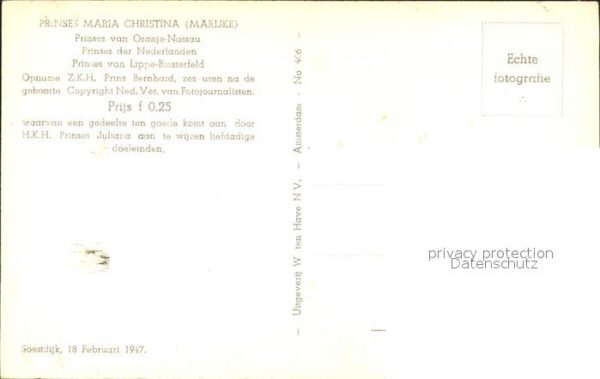 PRINSES MARIA CHRISTINA (MARIJKE)
Prinses van Oranje-Nassau
Prinses der Nederlanden
Prinses van Lippe-Biesterfeld
Opname Z.K.H. Prins Bernhard, zes uren na de
geboorte. Copyright Ned. Ver. van Fotojournalisten.
Prijs f 0.25
waarvan een gedeelte ten goede komt aan door
H.K.H. Prinses Juliana aan te wijzen liefdadige
doeleinden,
Soestdijk, 18 Februari 1947.
— Uitgeverij W. ten Have N V. — Amsterdam - No 406 —
Echte
fotografie
privacy protection
Datenschutz